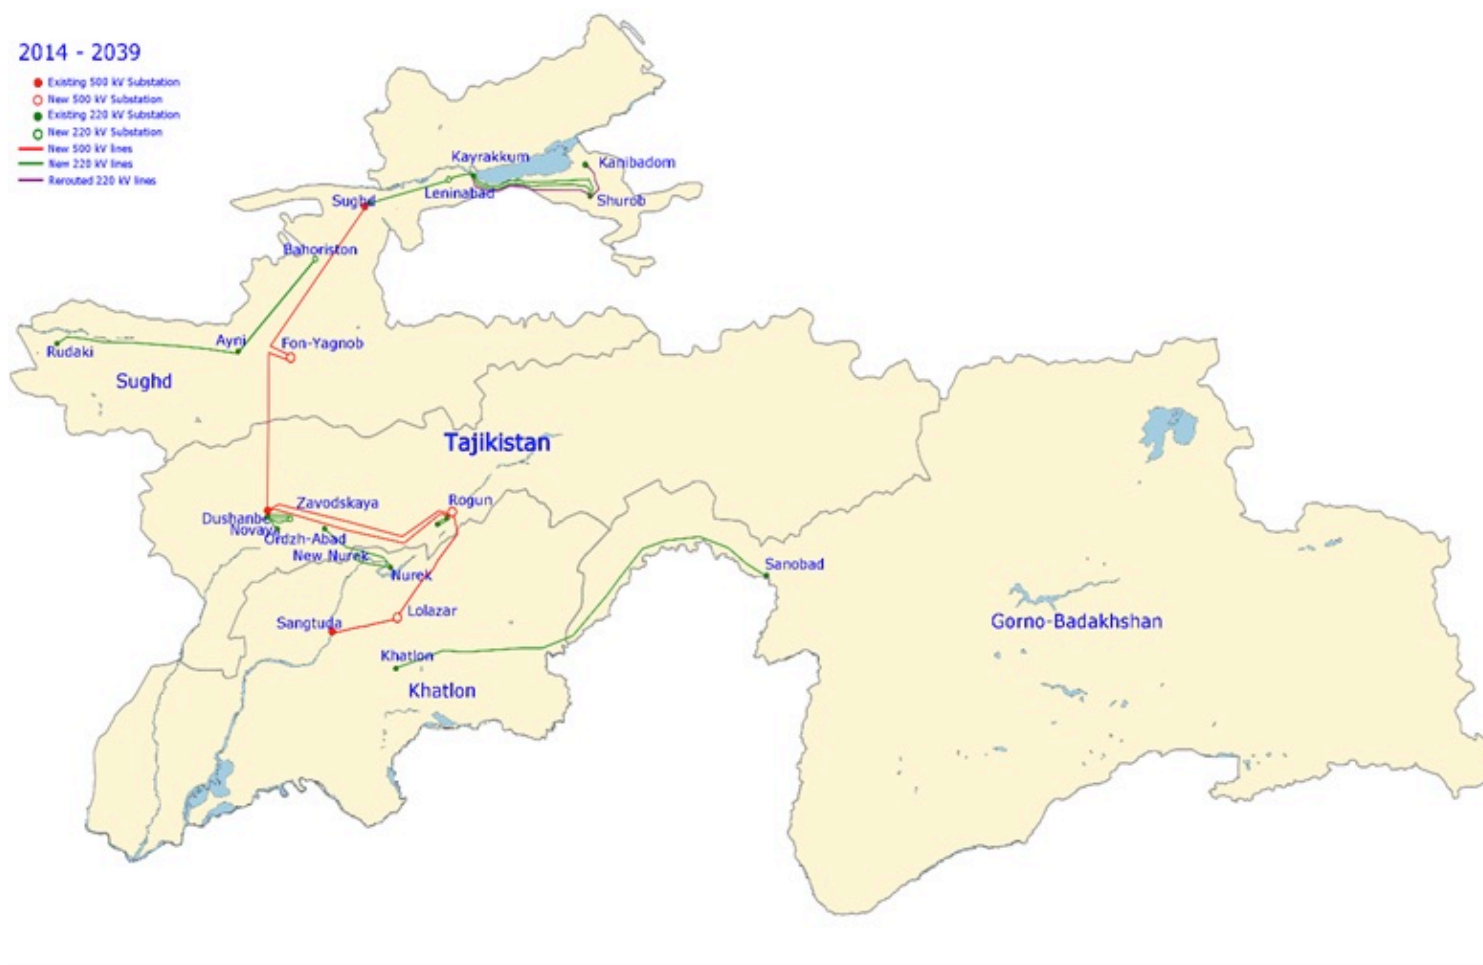 2014 - 2039
Existing 500 kV Substation
New 500 kV Substation
Existing 220 kV Substation
New 220 kV Substation
New 500 kV lines
New 220 kV lines
Rerouted 220 kV lines
Kayrakkum
Kanibadom
Leninabad
Shurob
Sughd
Bahoriston
Rudaki
Ayni
Fon-Yagnob
Sughd
Tajikistan
Zavodskaya
Rogun
Dushanbe
Novaya
Ordzh-Abad
New Nurek
Nurek
Sanobad
Lolazar
Sangtuda
Gorno-Badakhshan
Khatlon
Khatlon